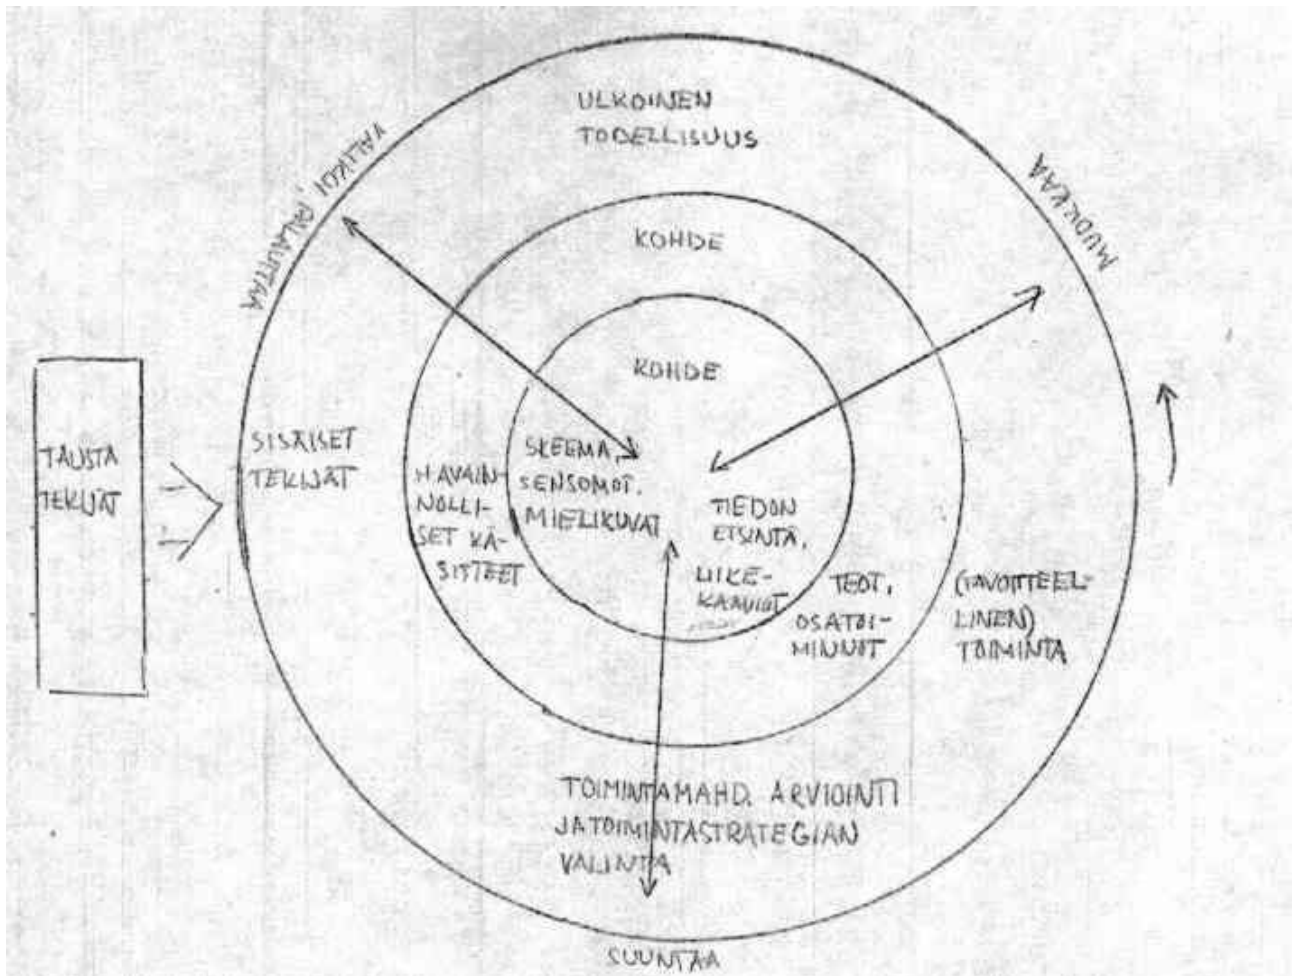 ULKOINEN
TODELLISUUS
VALIKOI, PALAUTTAA
MUOKKAA
KOHDE
KOHDE
TAUSTA
TEKIJÄT
SISÄISET
TEKIJÄT
HAVAIN-
NOLLI-
SET KÄ-
SITTEET
SKEEMA,
SENSOMOT.
MIELIKUVAT
TIEDON
ETSINTÄ,
LIIKE-
TEOT,
OSATOI-
MINNOT
(TAVOITTEEL-
LINEN)
TOIMINTA
TOIMINTAMAHD. ARVIOINTI
JA TOIMINTASTRATEGIAN
VALINTA
SUUNTAA